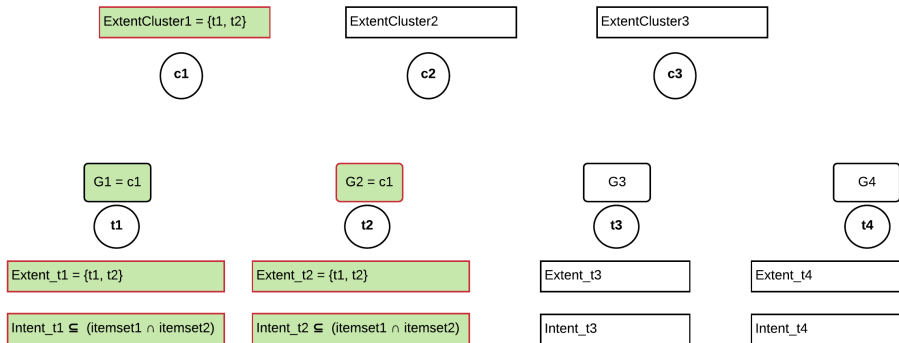 ExtentCluster1 = {t1, t2}
ExtentCluster2
ExtentCluster3
c1
c2
c3
G1 = c1
G2 = c1
G3
G4
t1
t2
t3
t4
Extent_t1 = {t1, t2}
Extent_t2 = {t1, t2}
Extent_t3
Extent_t4
Intent_t1 ⊆ (itemset1 ∩ itemset2)
Intent_t2 ⊆ (itemset1 ∩ itemset2)
Intent_t3
Intent_t4